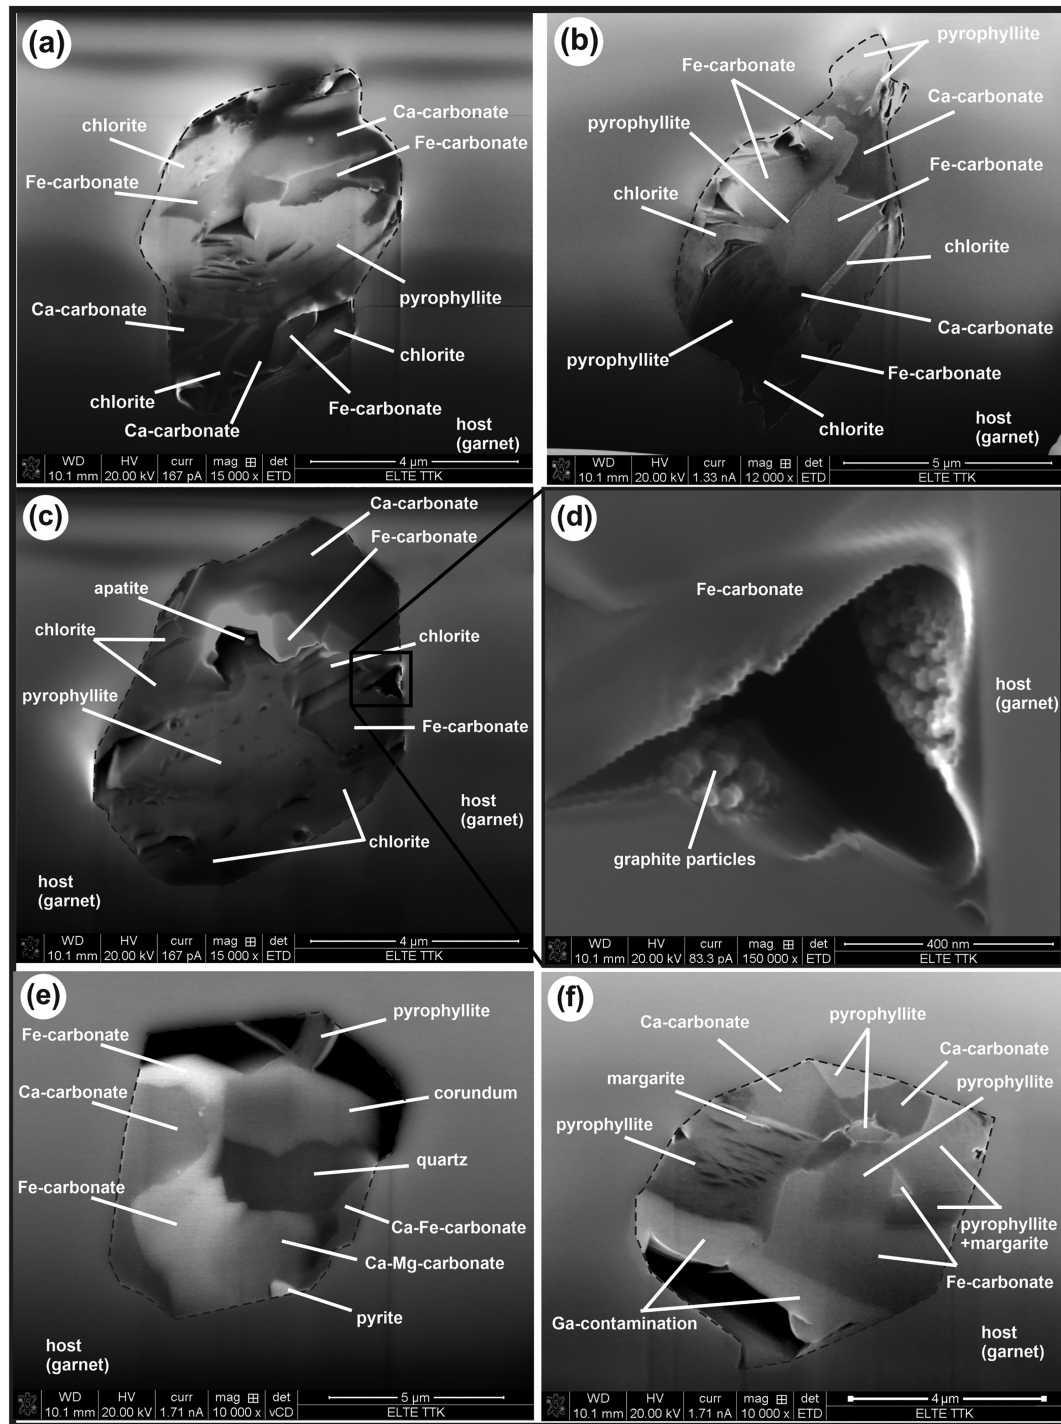 (a)
chlorite
Ca-carbonate
Fe-carbonate
Fe-carbonate
pyrophyllite
Ca-carbonate
chlorite
chlorite
Fe-carbonate
Ca-carbonate
host
(garnet)
WD HV curr mag det
10.1 mm 20.00 kV 167 pA 15 000 x ETD
4 µm
ELTE TTK
(b)
pyrophyllite
Fe-carbonate
Ca-carbonate
pyrophyllite
Fe-carbonate
chlorite
chlorite
Ca-carbonate
pyrophyllite
Fe-carbonate
chlorite
host
(garnet)
WD HV curr mag det
10.1 mm 20.00 kV 1.33 nA 12 000 x ETD
5 µm
ELTE TTK
(c)
Ca-carbonate
Fe-carbonate
apatite
chlorite
chlorite
pyrophyllite
Fe-carbonate
host
(garnet)
chlorite
host
(garnet)
WD HV curr mag det
10.1 mm 20.00 kV 167 pA 15 000 x ETD
4 µm
ELTE TTK
(d)
Fe-carbonate
host
(garnet)
graphite particles
WD HV curr mag det
10.1 mm 20.00 kV 83.3 pA 150 000 x ETD
400 nm
ELTE TTK
(e)
pyrophyllite
Fe-carbonate
Ca-carbonate
corundum
quartz
Fe-carbonate
Ca-Fe-carbonate
Ca-Mg-carbonate
pyrite
host
(garnet)
WD HV curr mag det
10.1 mm 20.00 kV 1.71 nA 10 000 x vCD
5 µm
ELTE TTK
(f)
pyrophyllite
Ca-carbonate
Ca-carbonate
margarite
pyrophyllite
pyrophyllite
pyrophyllite
+margarite
Fe-carbonate
Ga-contamination
host
(garnet)
WD HV curr mag det
10.1 mm 20.00 kV 1.71 nA 10 000 x ETD
4 µm
ELTE TTK